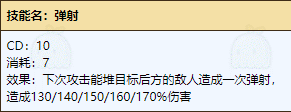 技能名：弹射
CD：10
消耗：7
效果：下次攻击能堆目标后方的敌人造成一次弹射，
造成130/140/150/160/170%伤害